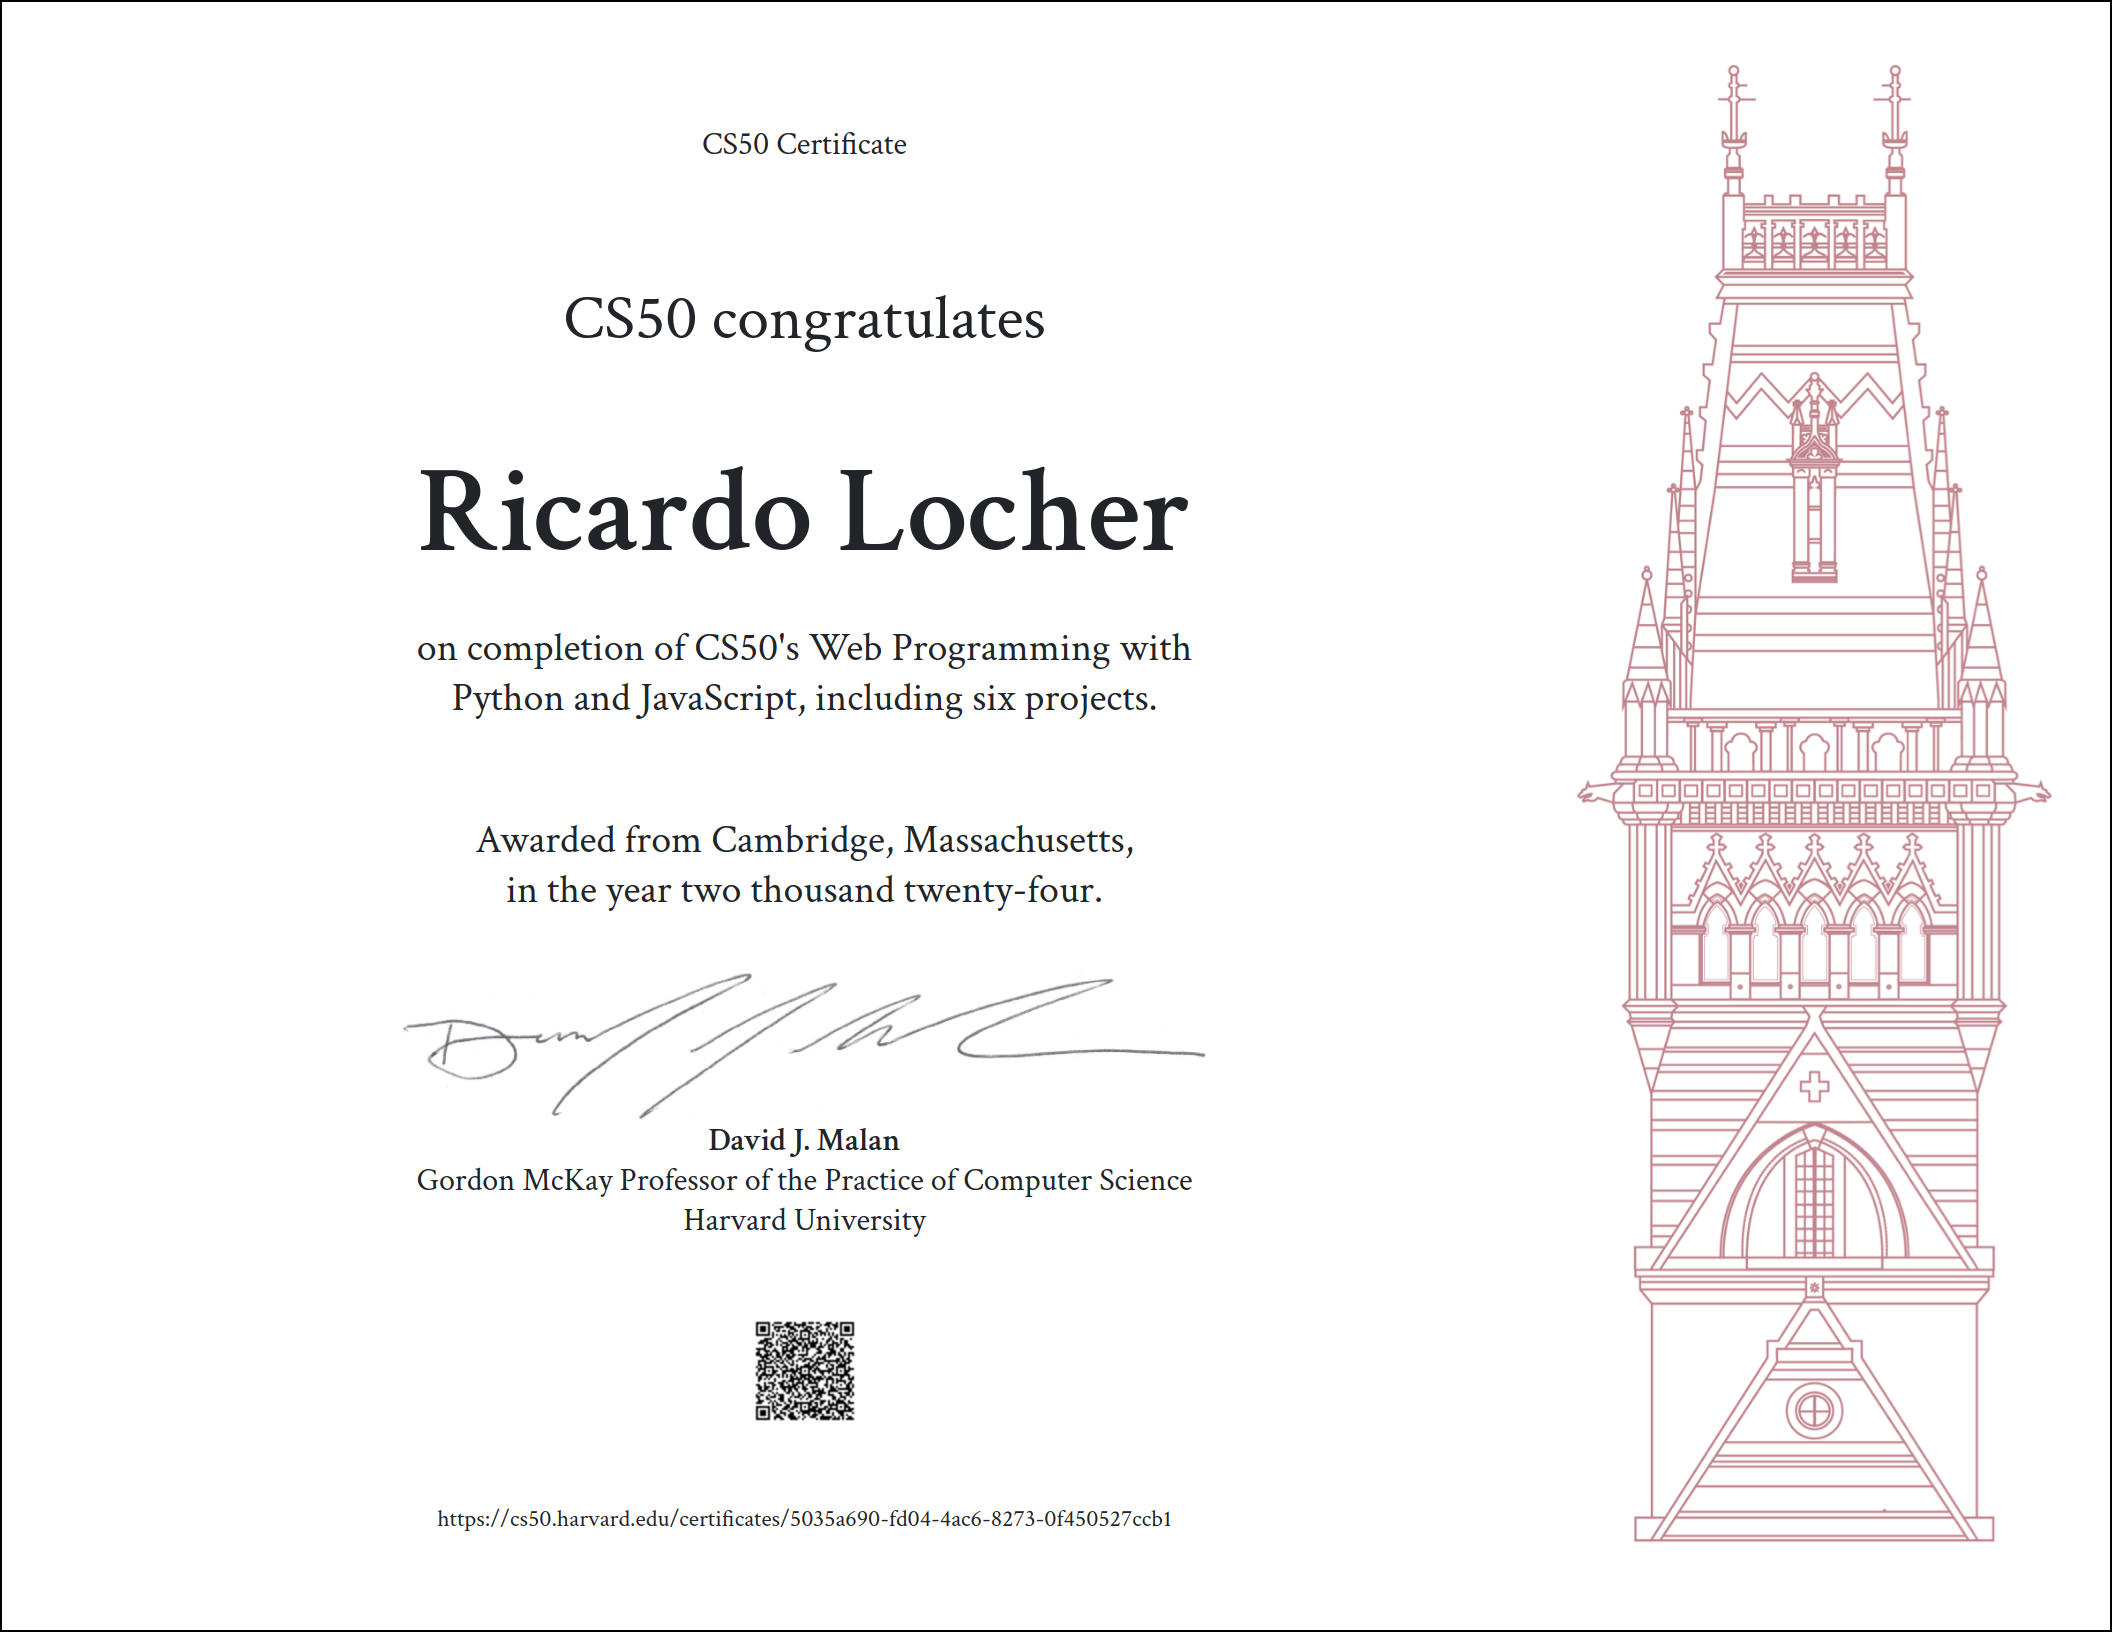 CS50 Certificate
CS50 congratulates
Ricardo Locher
on completion of CS50's Web Programming with
Python and JavaScript, including six projects.
Awarded from Cambridge, Massachusetts,
in the year two thousand twenty-four.
David J. Malan
Gordon McKay Professor of the Practice of Computer Science
Harvard University
https://cs50.harvard.edu/certificates/5035a690-fd04-4ac6-8273-0f450527ccb1